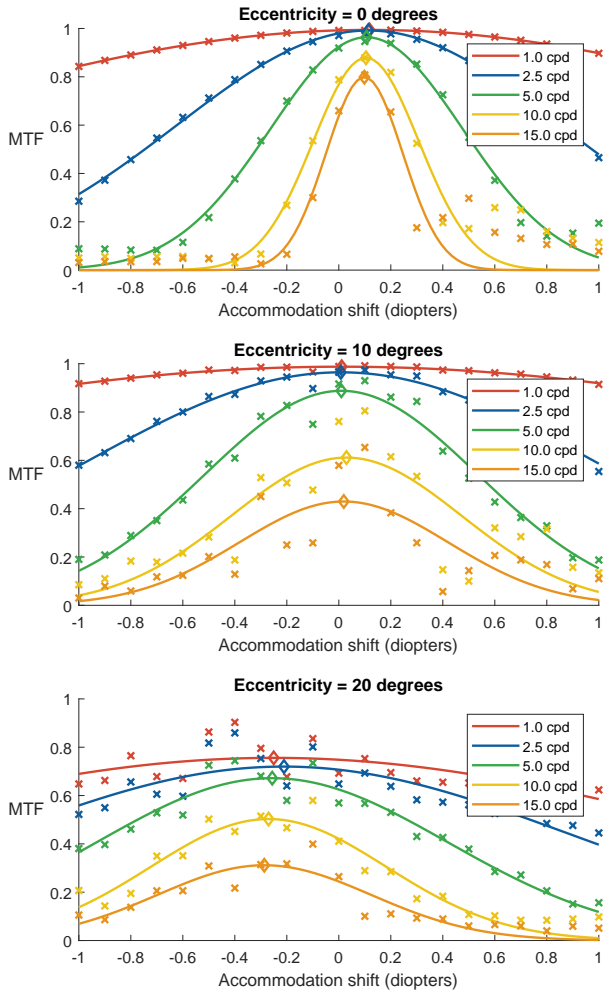 Eccentricity = 0 degrees
1
0.8
0.6
0.4
0.2
0
MTF
1.0 cpd
2.5 cpd
5.0 cpd
10.0 cpd
15.0 cpd
-1 -0.8 -0.6 -0.4 -0.2 0 0.2 0.4 0.6 0.8 1
Accommodation shift (diopters)
Eccentricity = 10 degrees
1
0.8
0.6
0.4
0.2
0
MTF
1.0 cpd
2.5 cpd
5.0 cpd
10.0 cpd
15.0 cpd
-1 -0.8 -0.6 -0.4 -0.2 0 0.2 0.4 0.6 0.8 1
Accommodation shift (diopters)
Eccentricity = 20 degrees
1
0.8
0.6
0.4
0.2
0
MTF
1.0 cpd
2.5 cpd
5.0 cpd
10.0 cpd
15.0 cpd
-1 -0.8 -0.6 -0.4 -0.2 0 0.2 0.4 0.6 0.8 1
Accommodation shift (diopters)